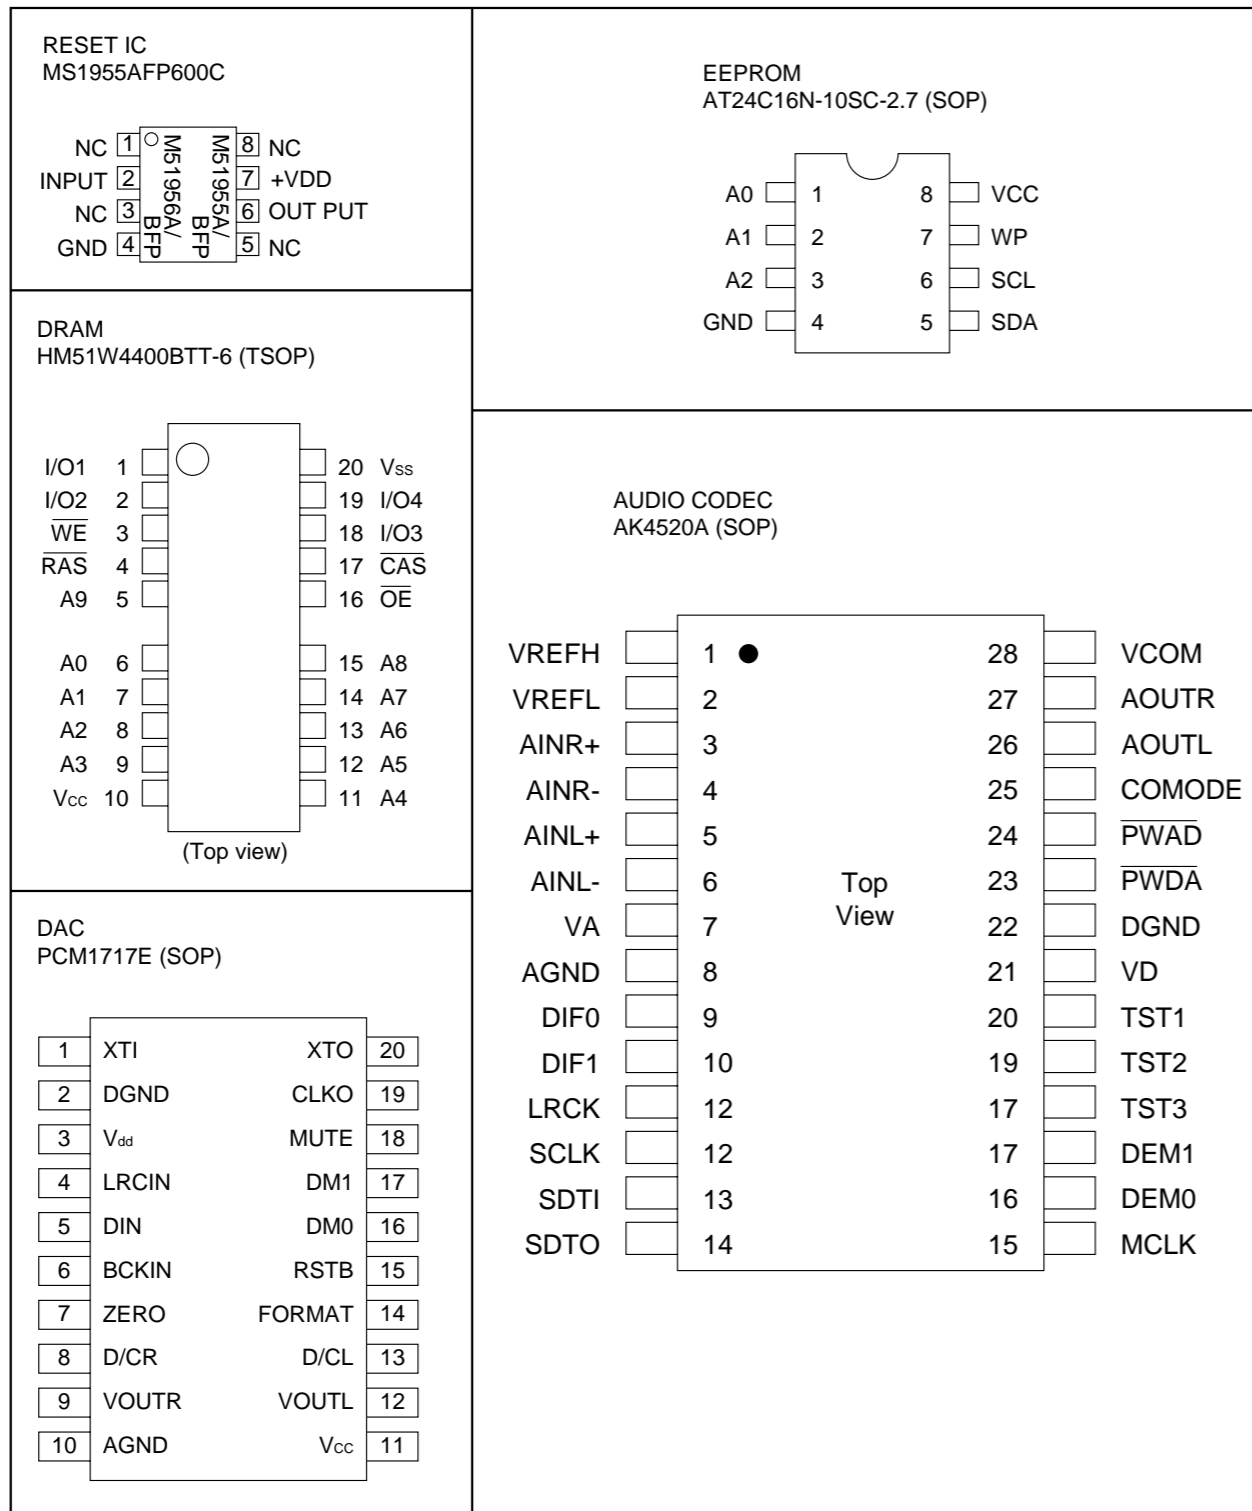 RESET IC
MS1955AFP600C
NC 1 8 NC
INPUT 2 7 +VDD
NC 3 6 OUT PUT
GND 4 5 NC
M51956A/
BFP
M51955A/
BFP
EEPROM
AT24C16N-10SC-2.7 (SOP)
A0 1 8 VCC
A1 2 7 WP
A2 3 6 SCL
GND 4 5 SDA
DRAM
HM51W4400BTT-6 (TSOP)
I/O1 1 20 Vss
I/O2 2 19 I/O4
WE 3 18 I/O3
RAS 4 17 CAS
A9 5 16 OE
A0 6 15 A8
A1 7 14 A7
A2 8 13 A6
A3 9 12 A5
Vcc 10 11 A4
(Top view)
AUDIO CODEC
AK4520A (SOP)
VREFH 1 28 VCOM
VREFL 2 27 AOUTR
AINR+ 3 26 AOUTL
AINR- 4 25 COMODE
AINL+ 5 24 PWAD
AINL- 6 23 PWDA
VA 7 22 DGND
AGND 8 21 VD
DIF0 9 20 TST1
DIF1 10 19 TST2
LRCK 12 17 TST3
SCLK 12 17 DEM1
SDTI 13 16 DEM0
SDTO 14 15 MCLK
Top
View
DAC
PCM1717E (SOP)
1 XTI XTO 20
2 DGND CLKO 19
3 Vdd MUTE 18
4 LRCIN DM1 17
5 DIN DM0 16
6 BCKIN RSTB 15
7 ZERO FORMAT 14
8 D/CR D/CL 13
9 VOUTR VOUTL 12
10 AGND Vcc 11